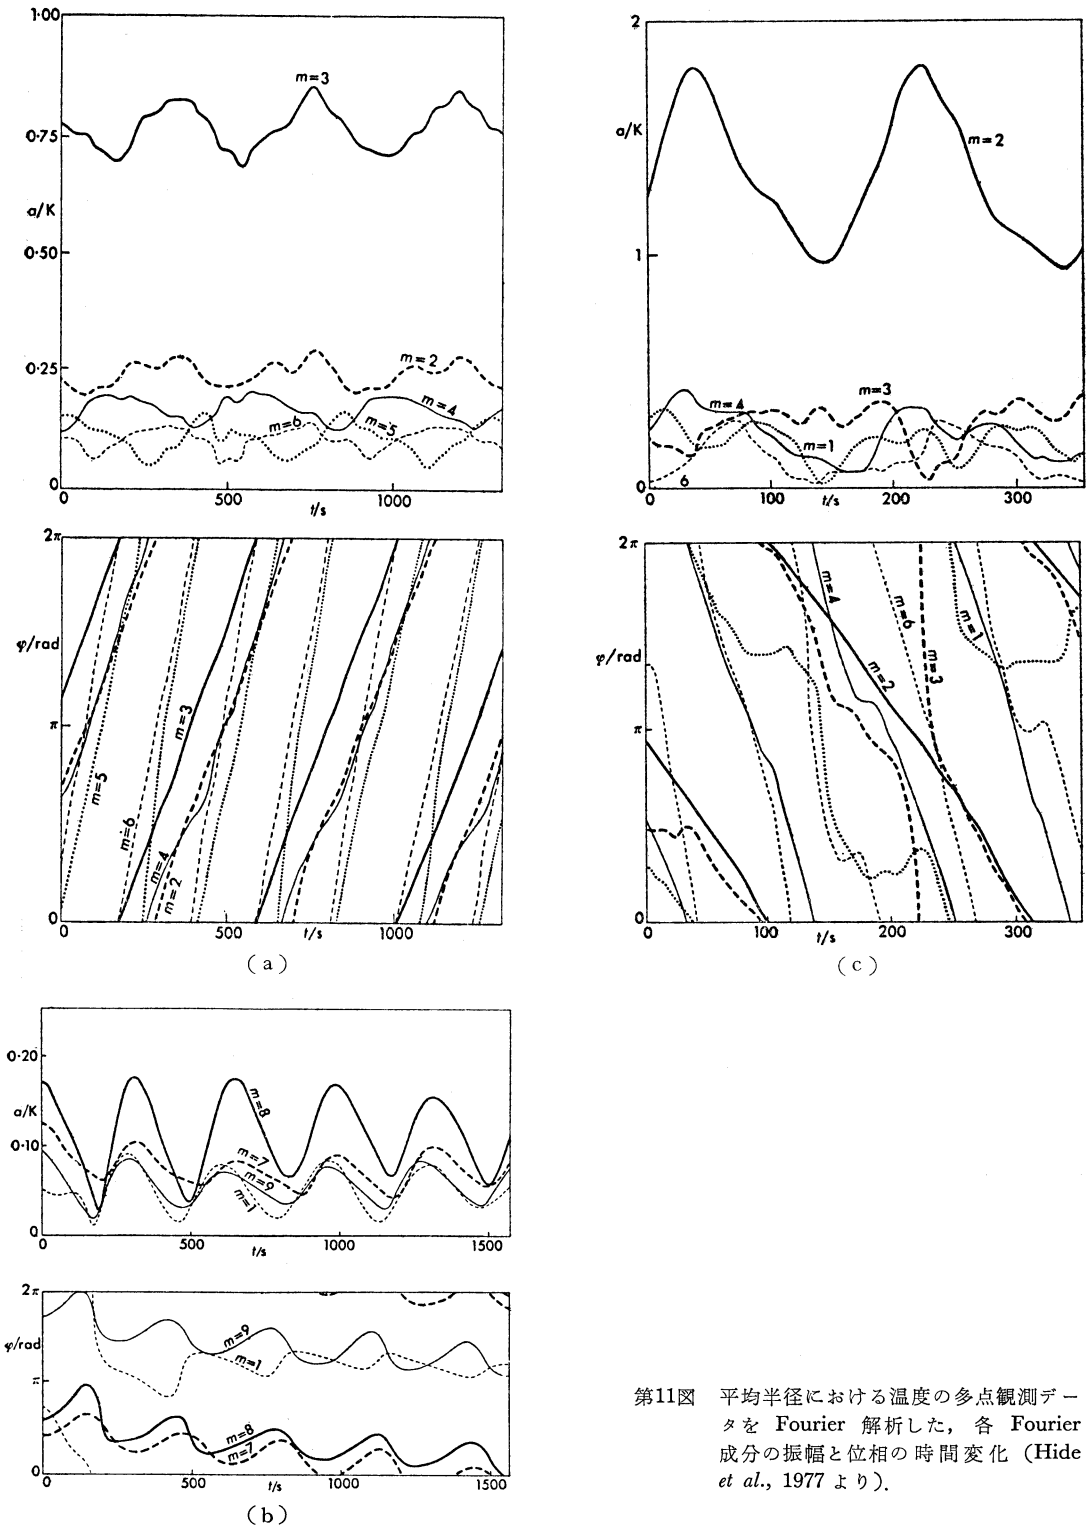 1·00
0·75
a/K
0·50
0·25
0
m=3
m=2
m=4
m=6
m=5
0
500
1000
t/s
2π
φ/rad
π
0
m=3
m=5
m=6
m=4
m=2
0
500
1000
t/s
(a)
2
a/K
1
0
m=2
m=3
m=4
m=1
6
0
100
200
300
t/s
2π
φ/rad
π
0
m=4
m=6
m=1
m=3
m=2
0
100
200
300
t/s
(c)
0·20
a/K
0·10
0
m=8
m=7
m=9
m=1
0
500
1000
1500
t/s
2π
φ/rad
π
0
m=9
m=1
m=8
m=7
0
500
1000
1500
t/s
(b)
第11図 平均半径における温度の多点観測デー
タを Fourier 解析した,各 Fourier
成分の振幅と位相の時間変化 (Hide
et al., 1977 より).